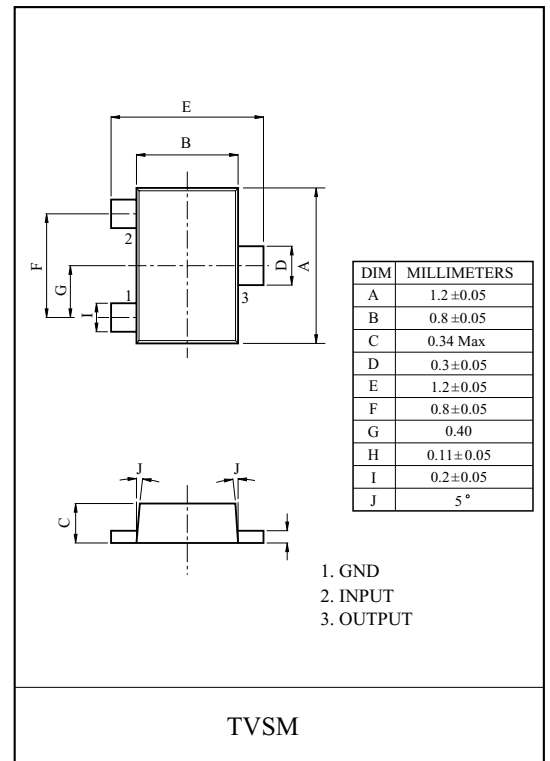 E
B
2
F
G
D
A
1
3
I
DIM MILLIMETERS
A 1.2 ±0.05
B 0.8 ±0.05
C 0.34 Max
D 0.3±0.05
E 1.2±0.05
F 0.8±0.05
G 0.40
H 0.11±0.05
I 0.2±0.05
J 5°
J J
C
1. GND
2. INPUT
3. OUTPUT
TVSM